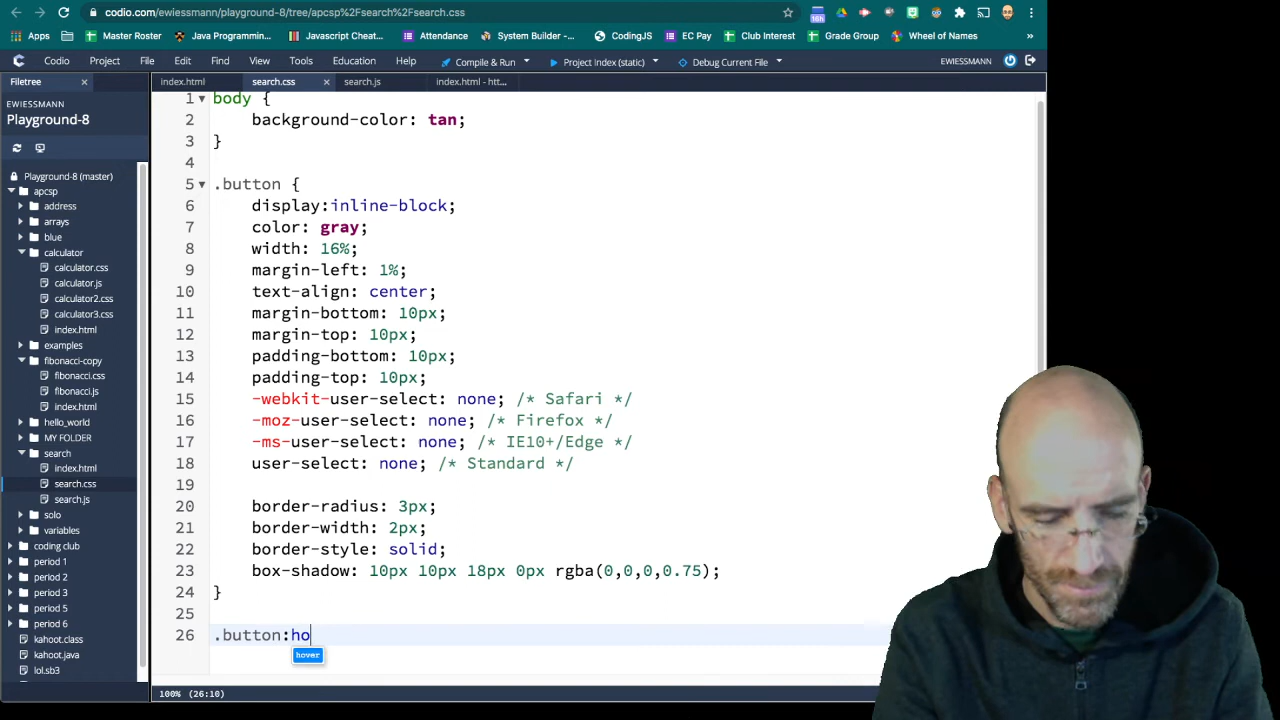 codio.com/ewiessmann/playground-8/tree/apcsp%2Fsearch%2Fsearch.css
16h
Apps Master Roster Java Programmin... Javascript Cheat... Attendance System Builder -... CodingJS EC Pay Club Interest Grade Group Wheel of Names »
Codio Project File Edit Find View Tools Education Help Compile & Run Project Index (static) Debug Current File EWIESSMANN
Filetree × index.html search.css × search.js index.html - htt...
EWIESSMANN
Playground-8
Playground-8 (master)
apcsp
address
arrays
blue
calculator
calculator.css
calculator.js
calculator2.css
calculator3.css
index.html
examples
fibonacci-copy
fibonacci.css
fibonacci.js
index.html
hello_world
MY FOLDER
search
index.html
search.css
search.js
solo
variables
coding club
period 1
period 2
period 3
period 5
period 6
kahoot.class
kahoot.java
lol.sb3
1 body {
2 background-color: tan;
3 }
4
5 .button {
6 display:inline-block;
7 color: gray;
8 width: 16%;
9 margin-left: 1%;
10 text-align: center;
11 margin-bottom: 10px;
12 margin-top: 10px;
13 padding-bottom: 10px;
14 padding-top: 10px;
15 -webkit-user-select: none; /* Safari */
16 -moz-user-select: none; /* Firefox */
17 -ms-user-select: none; /* IE10+/Edge */
18 user-select: none; /* Standard */
19
20 border-radius: 3px;
21 border-width: 2px;
22 border-style: solid;
23 box-shadow: 10px 10px 18px 0px rgba(0,0,0,0.75);
24 }
25
26 .button:ho
hover
100% (26:10)